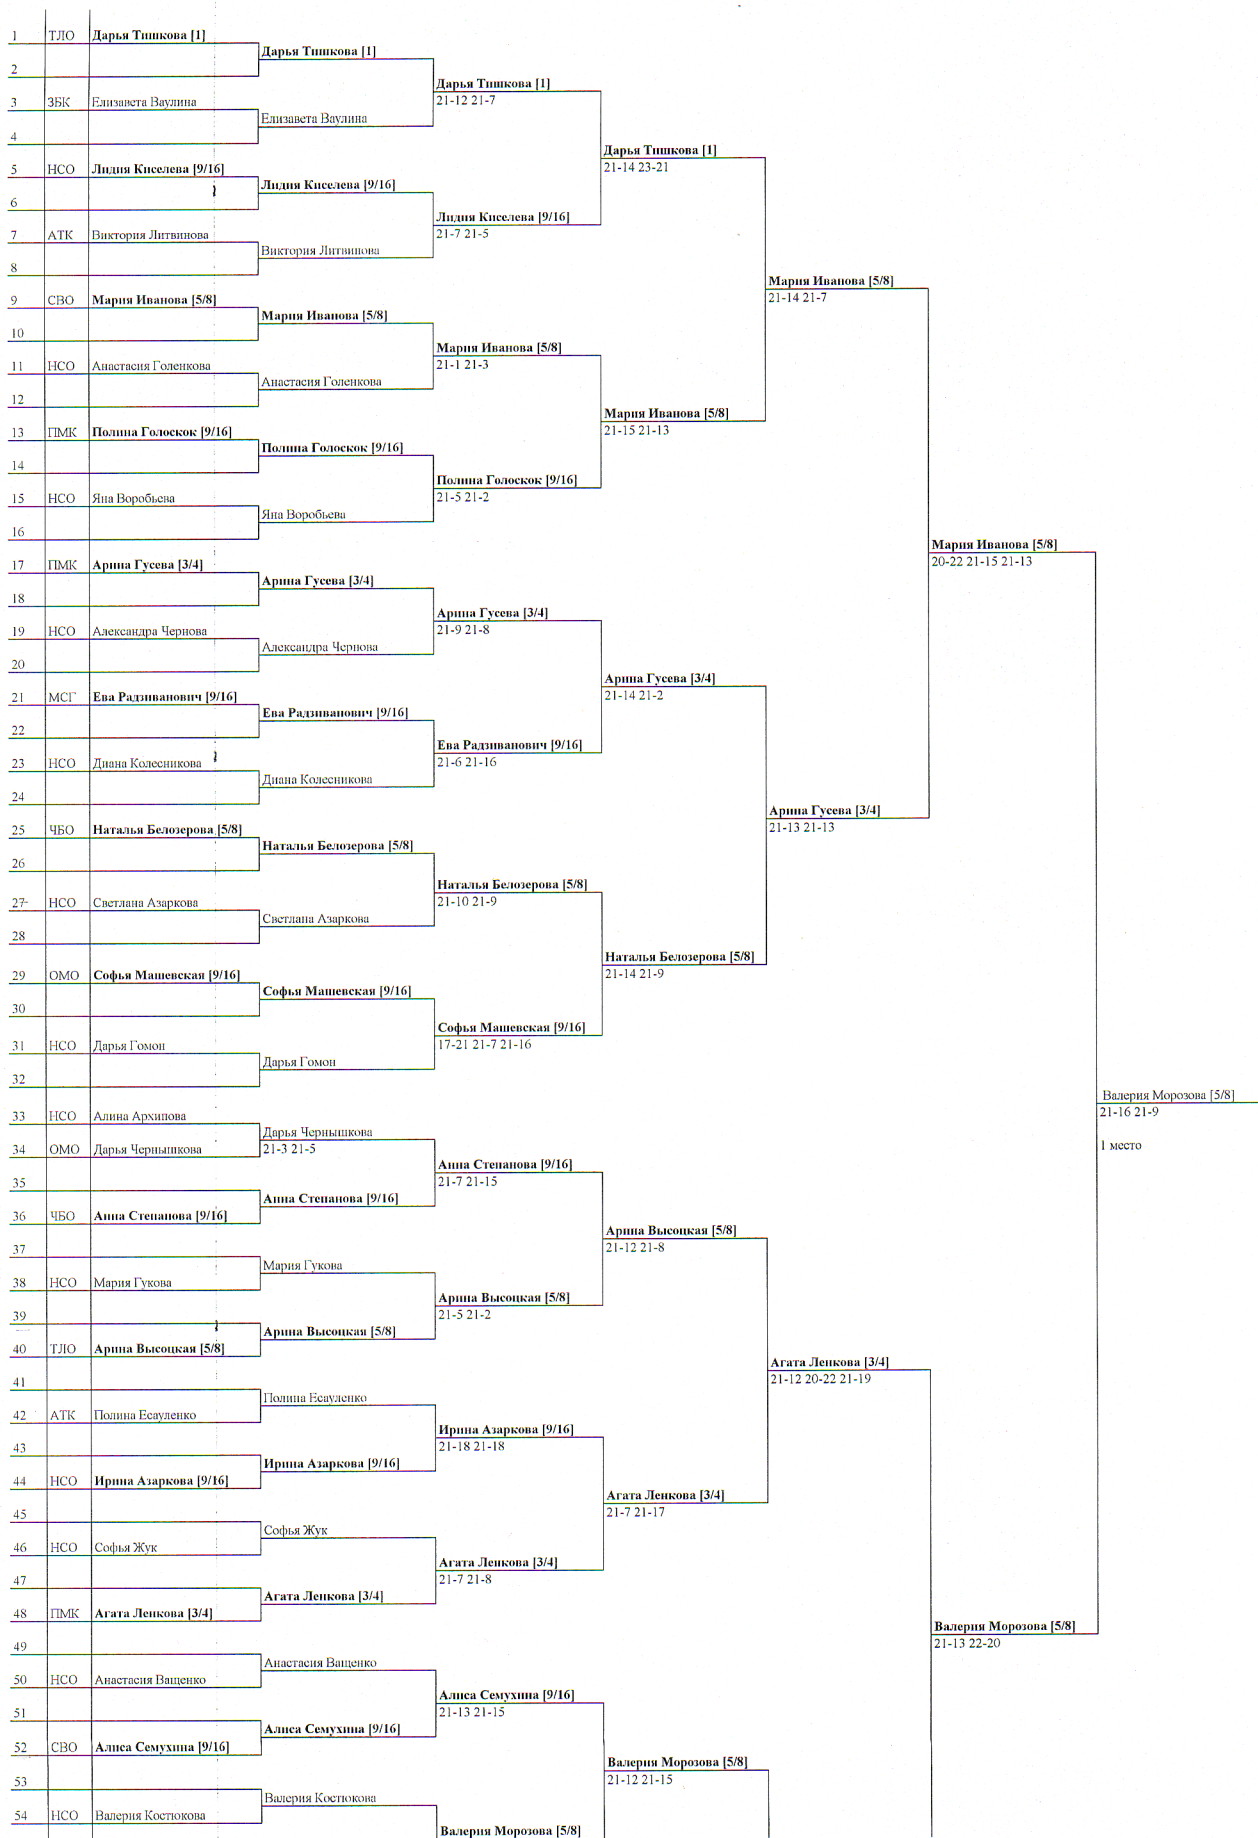 1 ТЛО Дарья Тишкова [1]
Дарья Тишкова [1]
2
Дарья Тишкова [1]
21-12 21-7
3 ЗБК Елизавета Ваулина
Елизавета Ваулина
4
Дарья Тишкова [1]
21-14 23-21
5 НСО Лидия Киселева [9/16]
Лидия Киселева [9/16]
6
Лидия Киселева [9/16]
21-7 21-5
7 АТК Виктория Литвинова
Виктория Литвинова
8
Мария Иванова [5/8]
21-14 21-7
9 СВО Мария Иванова [5/8]
Мария Иванова [5/8]
10
Мария Иванова [5/8]
21-1 21-3
11 НСО Анастасия Голенкова
Анастасия Голенкова
12
Мария Иванова [5/8]
21-15 21-13
13 ПМК Полина Голоскок [9/16]
Полина Голоскок [9/16]
14
Полина Голоскок [9/16]
21-5 21-2
15 НСО Яна Воробьева
Яна Воробьева
16
Мария Иванова [5/8]
20-22 21-15 21-13
17 ПМК Арина Гусева [3/4]
Арина Гусева [3/4]
18
Арина Гусева [3/4]
21-9 21-8
19 НСО Александра Чернова
Александра Чернова
20
Арина Гусева [3/4]
21-14 21-2
21 МСГ Ева Радзиванович [9/16]
Ева Радзиванович [9/16]
22
Ева Радзиванович [9/16]
21-6 21-16
23 НСО Диана Колесникова
Диана Колесникова
24
Арина Гусева [3/4]
21-13 21-13
25 ЧБО Наталья Белозерова [5/8]
Наталья Белозерова [5/8]
26
Наталья Белозерова [5/8]
21-10 21-9
27 НСО Светлана Азаркова
Светлана Азаркова
28
Наталья Белозерова [5/8]
21-14 21-9
29 ОМО Софья Машевская [9/16]
Софья Машевская [9/16]
30
Софья Машевская [9/16]
17-21 21-7 21-16
31 НСО Дарья Гомон
Дарья Гомон
32
Валерия Морозова [5/8]
21-16 21-9
1 место
33 НСО Алина Архипова
Дарья Чернышкова
21-3 21-5
34 ОМО Дарья Чернышкова
Анна Степанова [9/16]
21-7 21-15
35
Анна Степанова [9/16]
36 ЧБО Анна Степанова [9/16]
Арина Высоцкая [5/8]
21-12 21-8
37
Мария Гукова
38 НСО Мария Гукова
Арина Высоцкая [5/8]
21-5 21-2
39
Арина Высоцкая [5/8]
40 ТЛО Арина Высоцкая [5/8]
Агата Ленкова [3/4]
21-12 20-22 21-19
41
Полина Есауленко
42 АТК Полина Есауленко
Ирина Азаркова [9/16]
21-18 21-18
43
Ирина Азаркова [9/16]
44 НСО Ирина Азаркова [9/16]
Агата Ленкова [3/4]
21-7 21-17
45
Софья Жук
46 НСО Софья Жук
Агата Ленкова [3/4]
21-7 21-8
47
Агата Ленкова [3/4]
48 ПМК Агата Ленкова [3/4]
Валерия Морозова [5/8]
21-13 22-20
49
Анастасия Ващенко
50 НСО Анастасия Ващенко
Алиса Семухина [9/16]
21-13 21-15
51
Алиса Семухина [9/16]
52 СВО Алиса Семухина [9/16]
Валерия Морозова [5/8]
21-12 21-15
53
Валерия Костюкова
54 НСО Валерия Костюкова
Валерия Морозова [5/8]